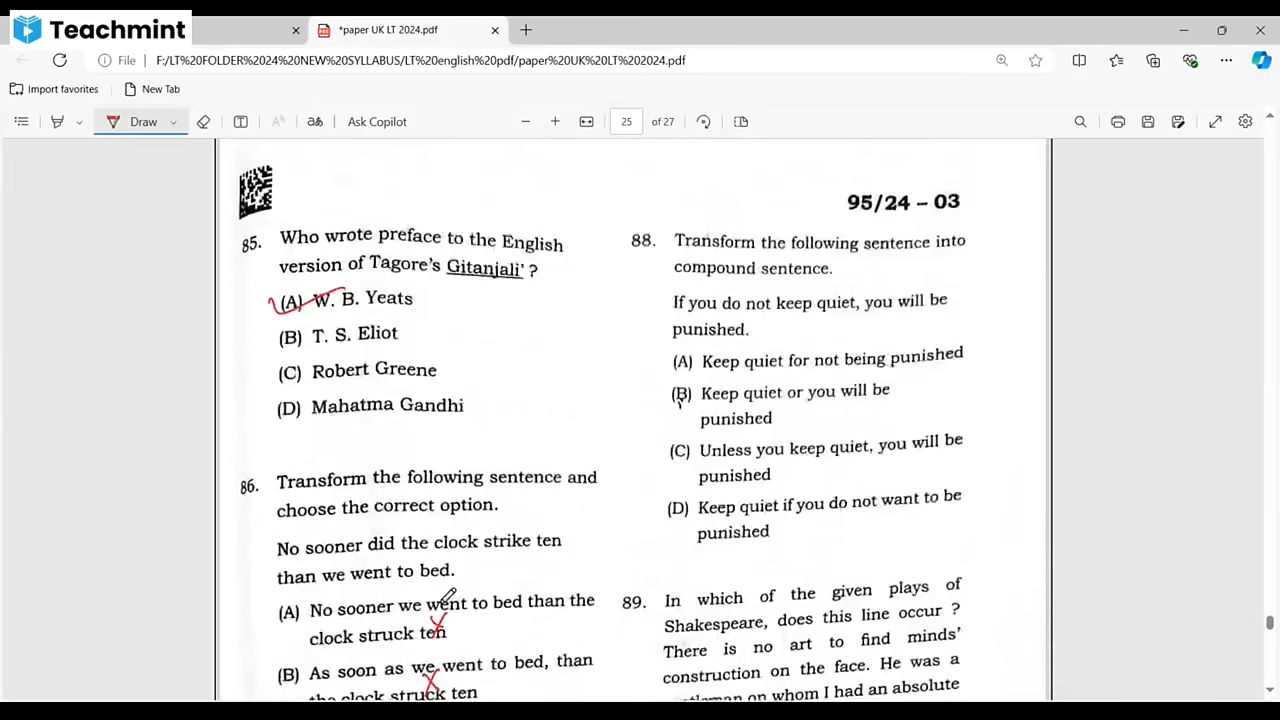 Teachmint
*paper UK LT 2024.pdf
File
F:/LT%20FOLDER%2024%20NEW%20SYLLABUS/LT%20english%20pdf/paper%20UK%20LT%202024.pdf
Import favorites
New Tab
Draw
aあ
Ask Copilot
25
of 27
95/24 – 03
85. Who wrote preface to the English
version of Tagore's Gitanjali' ?
(A) W. B. Yeats
(B) T. S. Eliot
(C) Robert Greene
(D) Mahatma Gandhi
86. Transform the following sentence and
choose the correct option.
No sooner did the clock strike ten
than we went to bed.
(A) No sooner we went to bed than the
clock struck ten
(B) As soon as we went to bed, than
the clock struck ten
88. Transform the following sentence into
compound sentence.
If you do not keep quiet, you will be
punished.
(A) Keep quiet for not being punished
(B) Keep quiet or you will be
punished
(C) Unless you keep quiet, you will be
punished
(D) Keep quiet if you do not want to be
punished
89. In which of the given plays of
Shakespeare, does this line occur ?
There is no art to find minds'
construction on the face. He was a
gentleman on whom I had an absolute